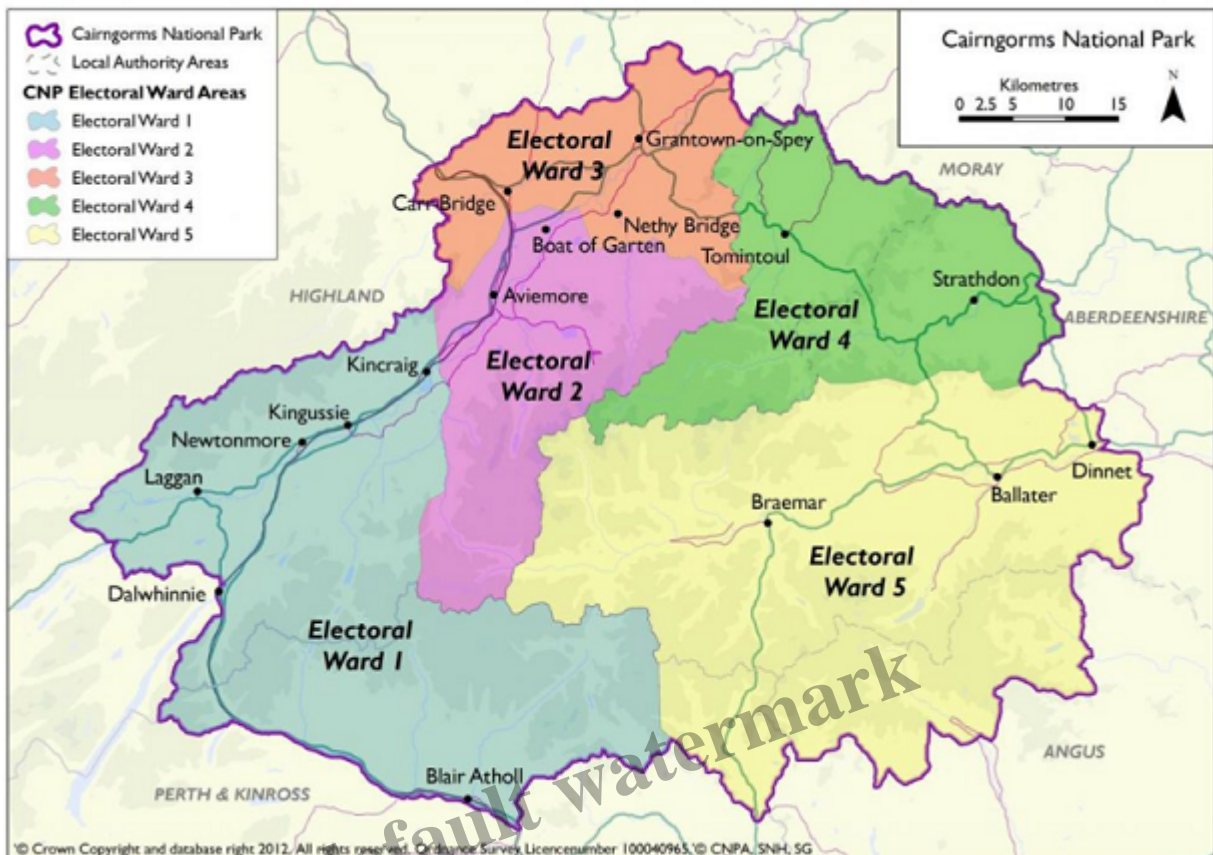 Cairngorms National Park
Local Authority Areas
CNP Electoral Ward Areas
Electoral Ward 1
Electoral Ward 2
Electoral Ward 3
Electoral Ward 4
Electoral Ward 5
Cairngorms National Park
Kilometres
0 2.5 5 10 15
N
Electoral
Ward 3
Grantown-on-Spey
MORAY
Carr-Bridge
Nethy Bridge
Boat of Garten
Tomintoul
Strathdon
HIGHLAND
Aviemore
Electoral
Ward 4
ABERDEENSHIRE
Kincraig
Electoral
Ward 2
Kingussie
Newtonmore
Laggan
Dinnet
Ballater
Braemar
Electoral
Ward 5
Dalwhinnie
Electoral
Ward 1
fault watermark
ANGUS
Blair Atholl
PERTH & KINROSS
'© Crown Copyright and database right 2012. All rights reserved. Ordnance Survey Licencenumber 100040965.'© CNPA, SNH, SG